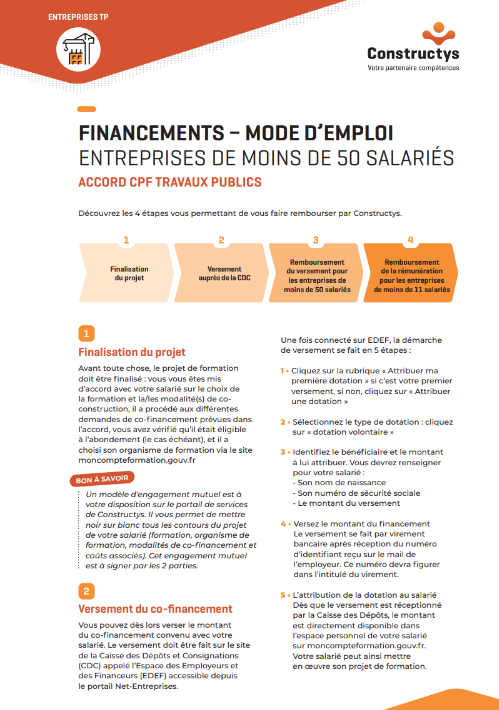 ENTREPRISES TP
Constructys
Votre partenaire compétences
FINANCEMENTS – MODE D'EMPLOI
ENTREPRISES DE MOINS DE 50 SALARIÉS
ACCORD CPF TRAVAUX PUBLICS
Découvrez les 4 étapes vous permettant de vous faire rembourser par Constructys.
1
Finalisation
du projet
2
Versement
auprès de la CDC
3
Remboursement
du versement pour
les entreprises de
moins de 50 salariés
4
Remboursement
de la rémunération
pour les entreprises
de moins de 11 salariés
1
Finalisation du projet
Avant toute chose, le projet de formation
doit être finalisé : vous vous êtes mis
d'accord avec votre salarié sur le choix de
la formation et la/les modalité(s) de co-
construction, il a procédé aux différentes
demandes de co-financement prévues dans
l'accord, vous avez vérifié qu'il était éligible
à l'abondement (le cas échéant), et il a
choisi son organisme de formation via le site
moncompteformation.gouv.fr
BON À SAVOIR
Un modèle d'engagement mutuel est à
votre disposition sur le portail de services
de Constructys. Il vous permet de mettre
noir sur blanc tous les contours du projet
de votre salarié (formation, organisme de
formation, modalités de co-financement et
coûts associés). Cet engagement mutuel
est à signer par les 2 parties.
2
Versement du co-financement
Vous pouvez dès lors verser le montant
du co-financement convenu avec votre
salarié. Le versement doit être fait sur le site
de la Caisse des Dépôts et Consignations
(CDC) appelé l'Espace des Employeurs et
des Financeurs (EDEF) accessible depuis
le portail Net-Entreprises.
Une fois connecté sur EDEF, la démarche
de versement se fait en 5 étapes :
1 • Cliquez sur la rubrique « Attribuer ma
première dotation » si c'est votre premier
versement, si non, cliquez sur « Attribuer
une dotation »
2 • Sélectionnez le type de dotation : cliquez
sur « dotation volontaire »
3 • Identifiez le bénéficiaire et le montant
à lui attribuer. Vous devrez renseigner
pour votre salarié :
- Son nom de naissance
- Son numéro de sécurité sociale
- Le montant du versement
4 • Versez le montant du financement
Le versement se fait par virement
bancaire après réception du numéro
d'identifiant reçu sur le mail de
l'employeur. Ce numéro devra figurer
dans l'intitulé du virement.
5 • L'attribution de la dotation au salarié
Dès que le versement est réceptionné
par la Caisse des Dépôts, le montant
est directement disponible dans
l'espace personnel de votre salarié
sur moncompteformation.gouv.fr.
Votre salarié peut ainsi mettre
en œuvre son projet de formation.